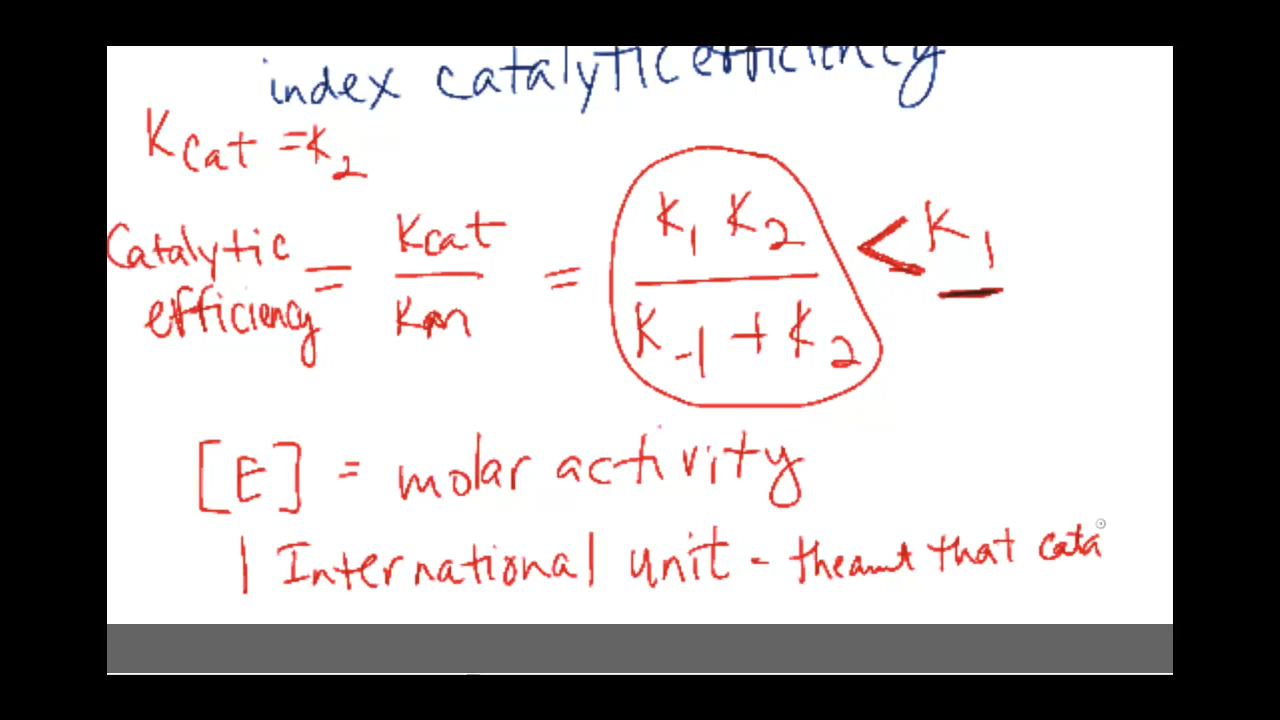 index catalytic efficiency
Kcat = K2
Catalytic efficiency = Kcat / Km = K1 K2 / K-1 + K2 < K1
[E] = molar activity
1 International unit - the amt that cata